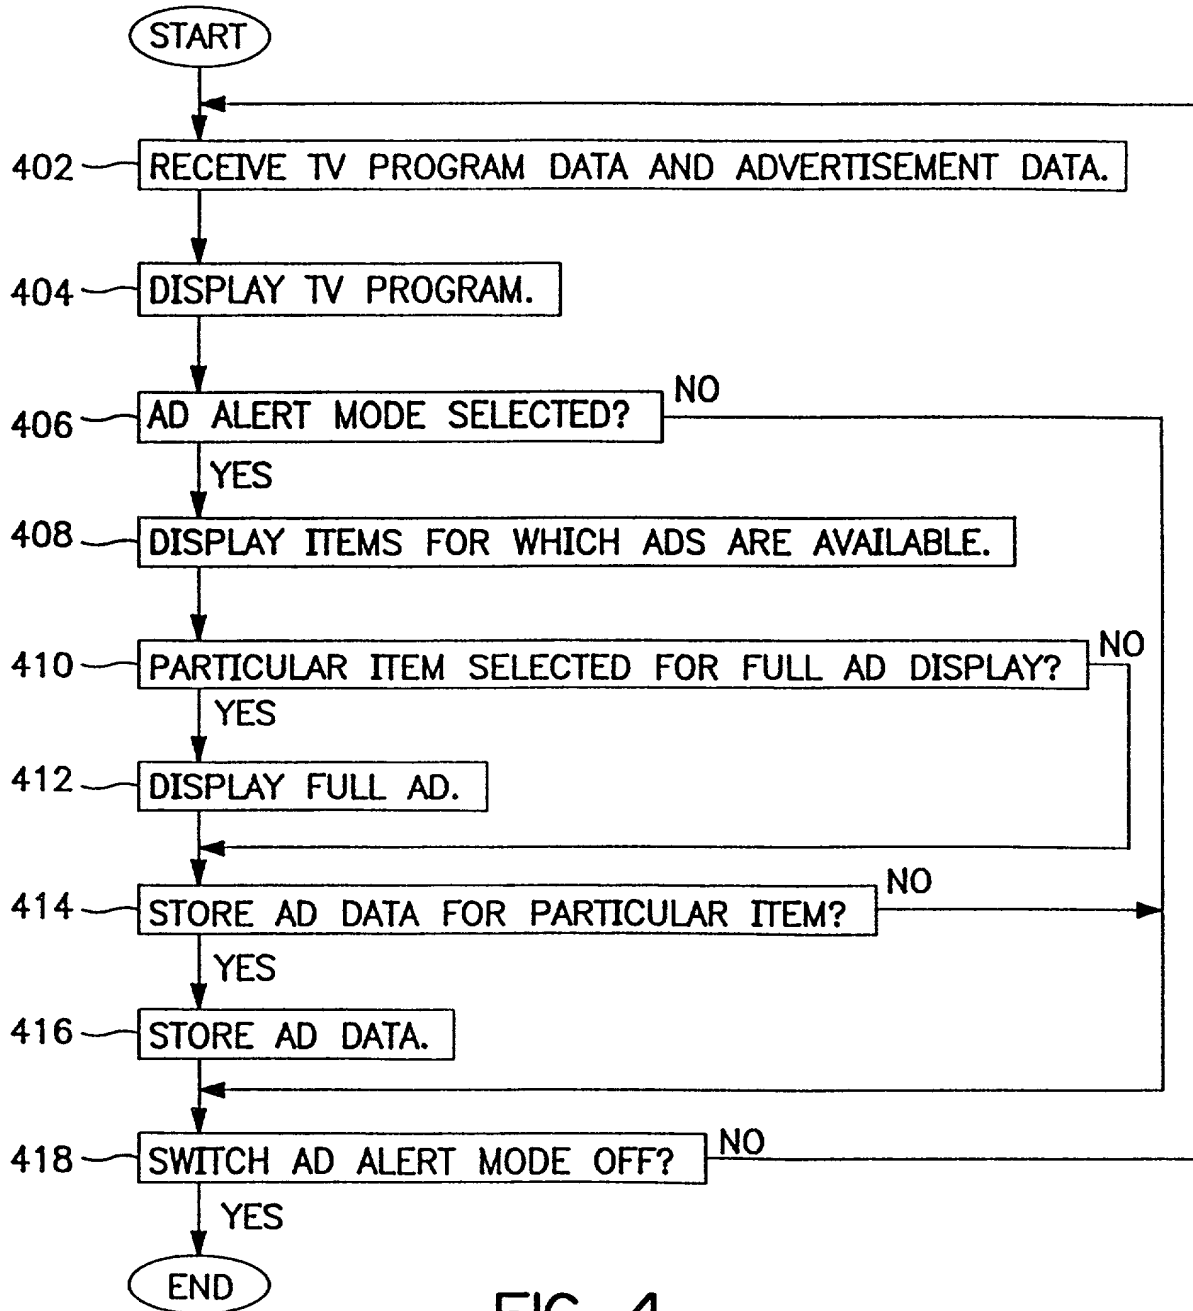 START
402 RECEIVE TV PROGRAM DATA AND ADVERTISEMENT DATA.
404 DISPLAY TV PROGRAM.
NO
406 AD ALERT MODE SELECTED?
YES
408 DISPLAY ITEMS FOR WHICH ADS ARE AVAILABLE.
NO
410 PARTICULAR ITEM SELECTED FOR FULL AD DISPLAY?
YES
412 DISPLAY FULL AD.
NO
414 STORE AD DATA FOR PARTICULAR ITEM?
YES
416 STORE AD DATA.
NO
418 SWITCH AD ALERT MODE OFF?
YES
END
FIG. 4